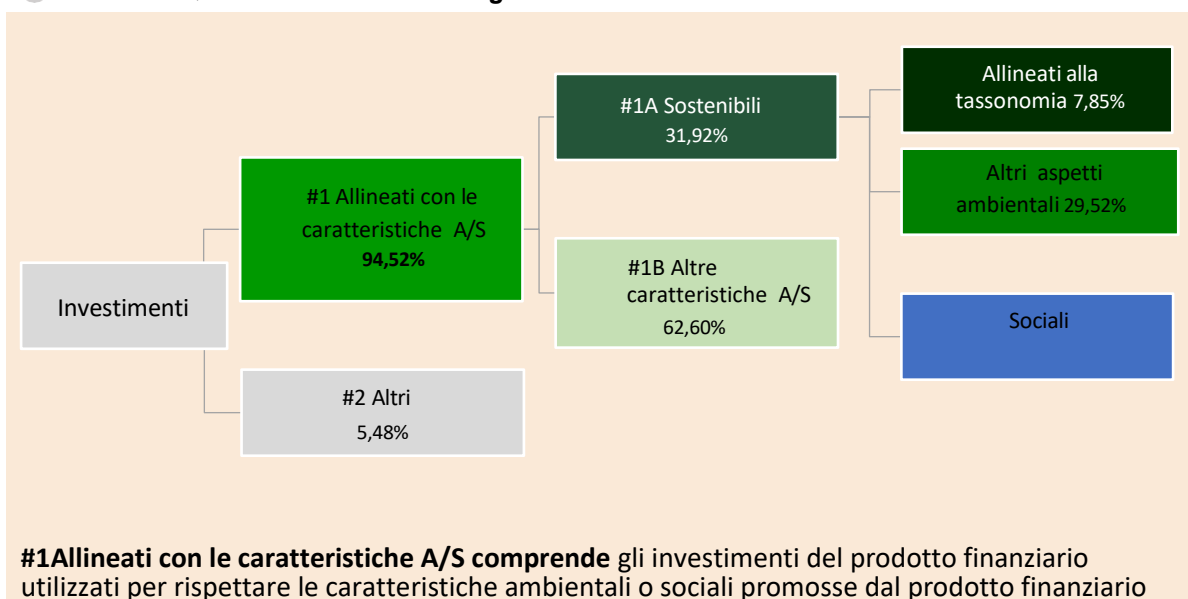 Investimenti
#1 Allineati con le
caratteristiche A/S
94,52%
#2 Altri
5,48%
#1A Sostenibili
31,92%
#1B Altre
caratteristiche A/S
62,60%
Allineati alla
tassonomia 7,85%
Altri aspetti
ambientali 29,52%
Sociali
#1Allineati con le caratteristiche A/S comprende gli investimenti del prodotto finanziario
utilizzati per rispettare le caratteristiche ambientali o sociali promosse dal prodotto finanziario